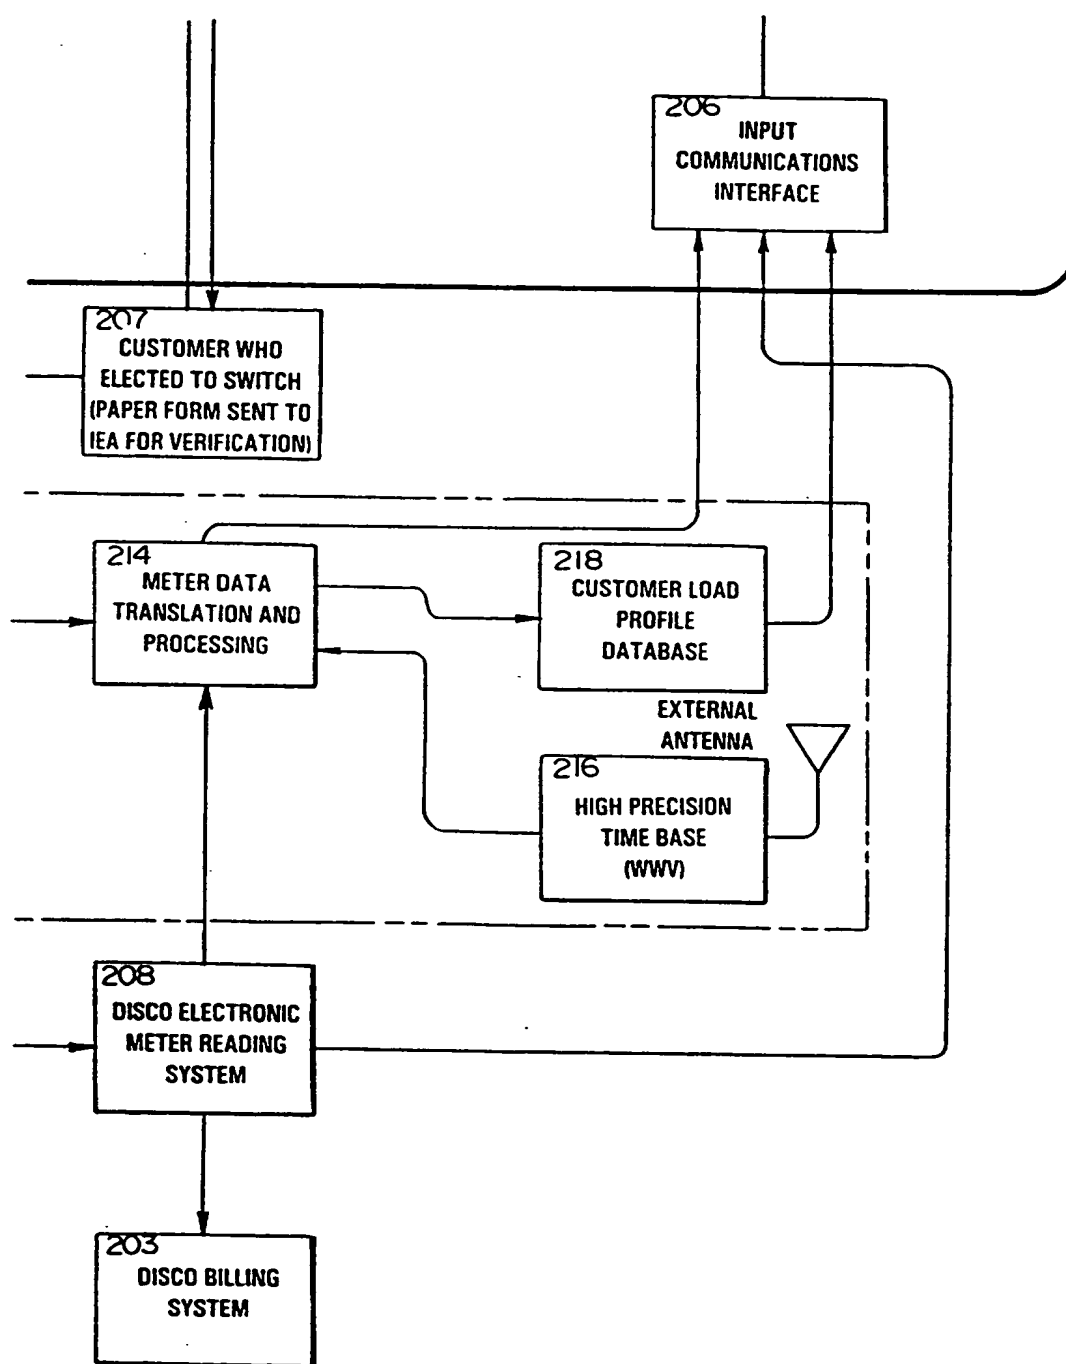 206
INPUT
COMMUNICATIONS
INTERFACE
207
CUSTOMER WHO
ELECTED TO SWITCH
(PAPER FORM SENT TO
IEA FOR VERIFICATION)
214
METER DATA
TRANSLATION AND
PROCESSING
218
CUSTOMER LOAD
PROFILE
DATABASE
EXTERNAL
ANTENNA
216
HIGH PRECISION
TIME BASE
(WWV)
208
DISCO ELECTRONIC
METER READING
SYSTEM
203
DISCO BILLING
SYSTEM